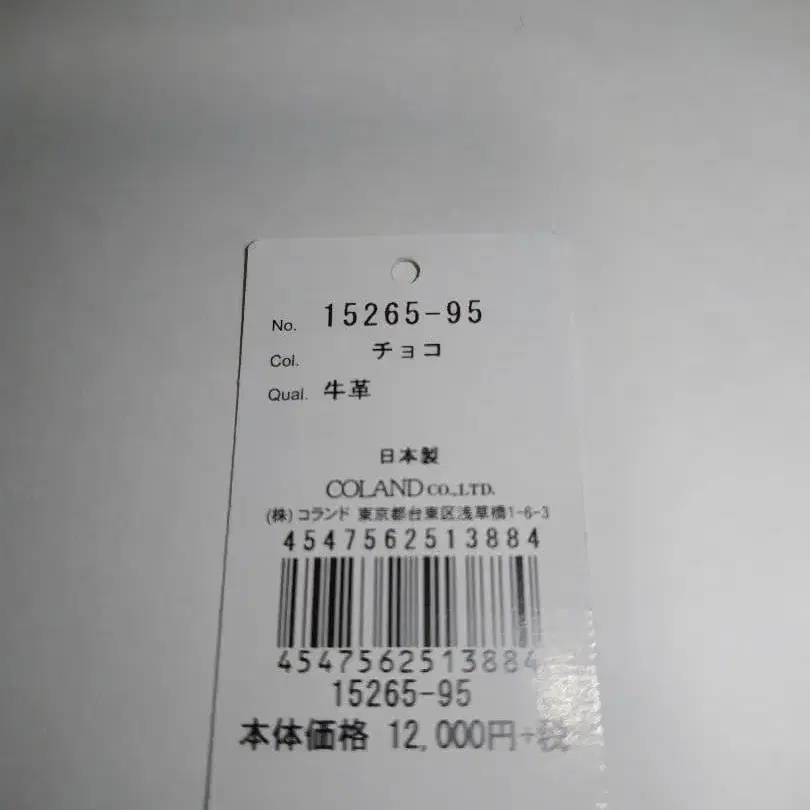 No. 15265-95
Col. チョコ
Qual. 牛革
日本製
COLAND CO.,LTD.
(株)コランド 東京都台東区浅草橋1-6-3
4547562513884
4547562513884
15265-95
本体価格 12,000円+税